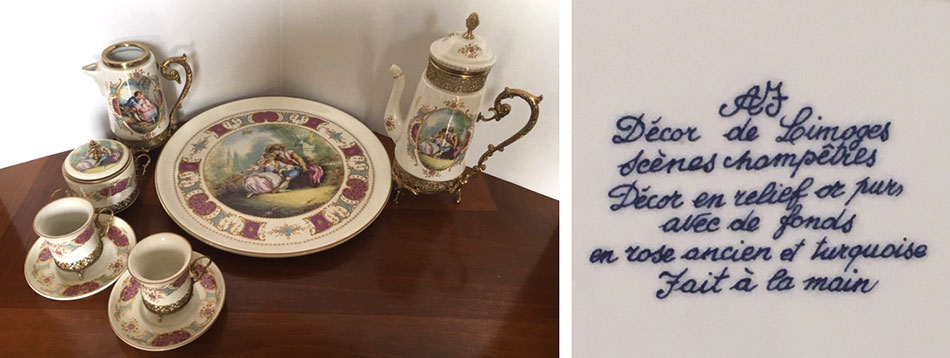 AJ
Décor de Limoges
scènes champêtres
Décor en relief, or purs
avec de fonds
en rose ancien et turquoise
Fait à la main